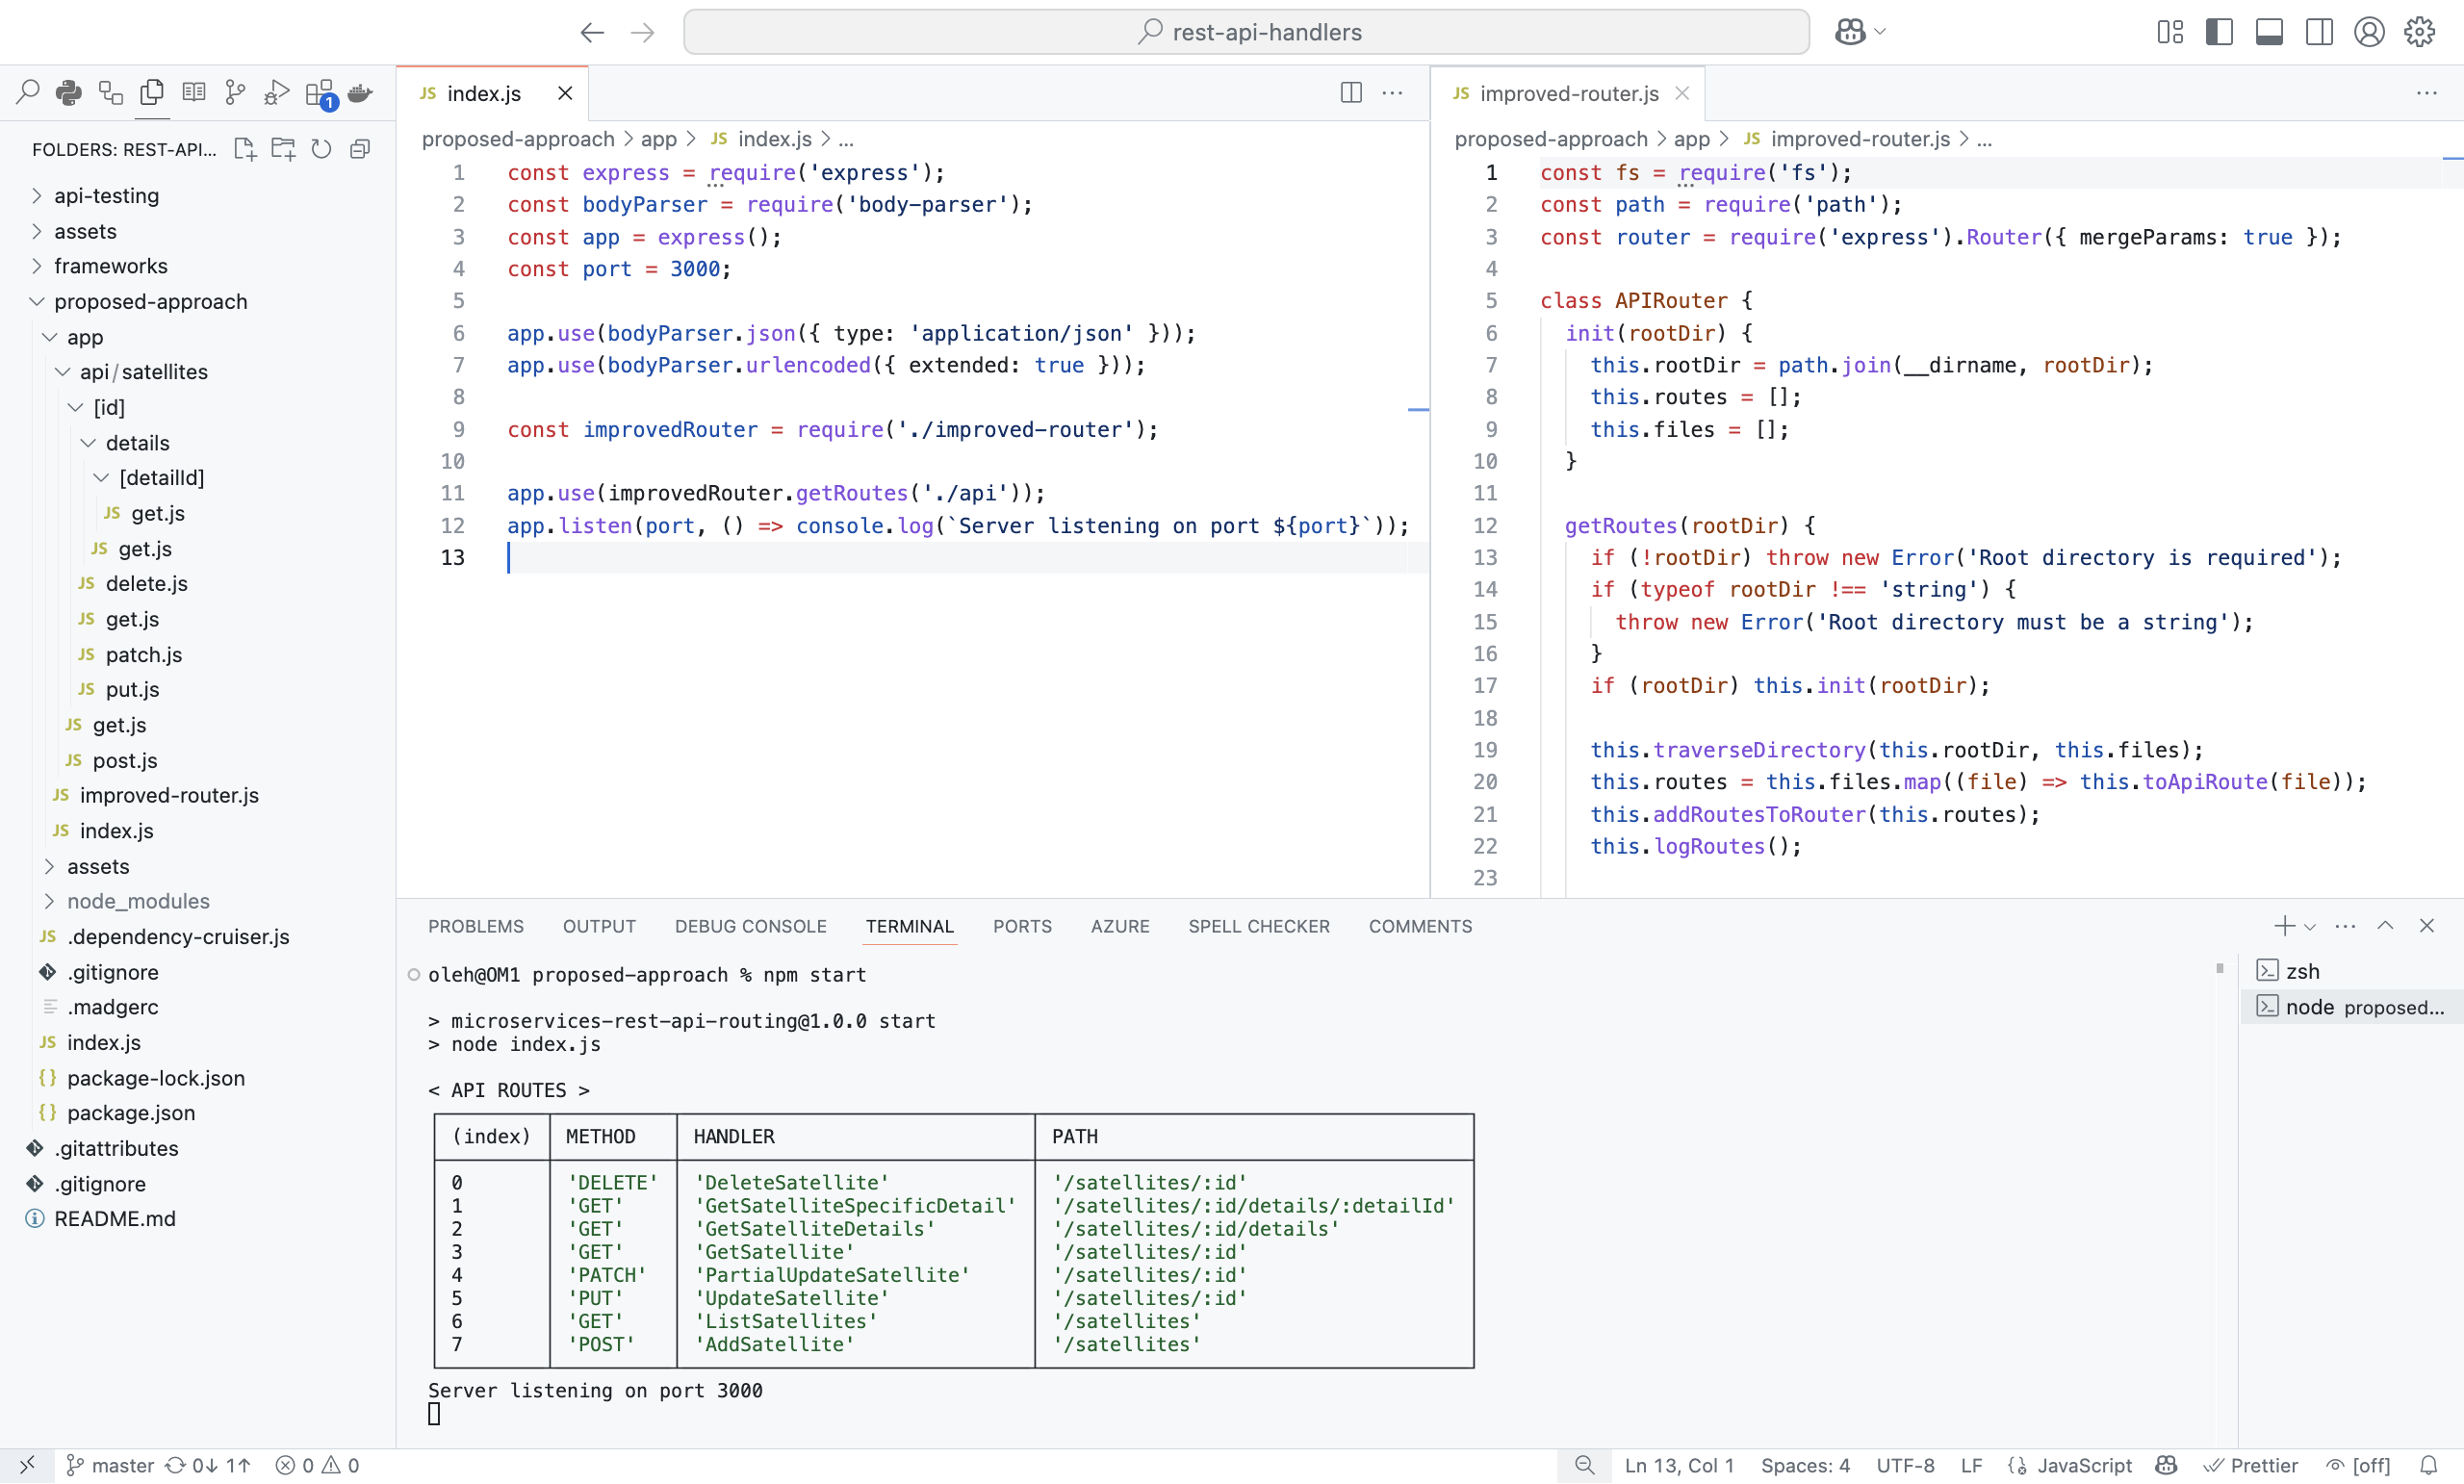 rest-api-handlers
1
FOLDERS: REST-API...
api-testing
assets
frameworks
proposed-approach
app
api/satellites
[id]
details
[detailId]
JS get.js
JS get.js
JS delete.js
JS get.js
JS patch.js
JS put.js
JS get.js
JS post.js
JS improved-router.js
JS index.js
assets
node_modules
JS .dependency-cruiser.js
.gitignore
.madgerc
JS index.js
{} package-lock.json
{} package.json
.gitattributes
.gitignore
README.md
JS index.js
proposed-approach > app > JS index.js > ...
1 const express = require('express');
2 const bodyParser = require('body-parser');
3 const app = express();
4 const port = 3000;
5
6 app.use(bodyParser.json({ type: 'application/json' }));
7 app.use(bodyParser.urlencoded({ extended: true }));
8
9 const improvedRouter = require('./improved-router');
10
11 app.use(improvedRouter.getRoutes('./api'));
12 app.listen(port, () => console.log(`Server listening on port ${port}`));
13
JS improved-router.js
proposed-approach > app > JS improved-router.js > ...
1 const fs = require('fs');
2 const path = require('path');
3 const router = require('express').Router({ mergeParams: true });
4
5 class APIRouter {
6 init(rootDir) {
7 this.rootDir = path.join(__dirname, rootDir);
8 this.routes = [];
9 this.files = [];
10 }
11
12 getRoutes(rootDir) {
13 if (!rootDir) throw new Error('Root directory is required');
14 if (typeof rootDir !== 'string') {
15 throw new Error('Root directory must be a string');
16 }
17 if (rootDir) this.init(rootDir);
18
19 this.traverseDirectory(this.rootDir, this.files);
20 this.routes = this.files.map((file) => this.toApiRoute(file));
21 this.addRoutesToRouter(this.routes);
22 this.logRoutes();
23
PROBLEMS OUTPUT DEBUG CONSOLE TERMINAL PORTS AZURE SPELL CHECKER COMMENTS
oleh@OM1 proposed-approach % npm start
> microservices-rest-api-routing@1.0.0 start
> node index.js
< API ROUTES >
(index) METHOD HANDLER PATH
0 'DELETE' 'DeleteSatellite' '/satellites/:id'
1 'GET' 'GetSatelliteSpecificDetail' '/satellites/:id/details/:detailId'
2 'GET' 'GetSatelliteDetails' '/satellites/:id/details'
3 'GET' 'GetSatellite' '/satellites/:id'
4 'PATCH' 'PartialUpdateSatellite' '/satellites/:id'
5 'PUT' 'UpdateSatellite' '/satellites/:id'
6 'GET' 'ListSatellites' '/satellites'
7 'POST' 'AddSatellite' '/satellites'
Server listening on port 3000
zsh
node proposed...
master 0↓ 1↑ 0 0
Ln 13, Col 1 Spaces: 4 UTF-8 LF JavaScript Prettier [off]